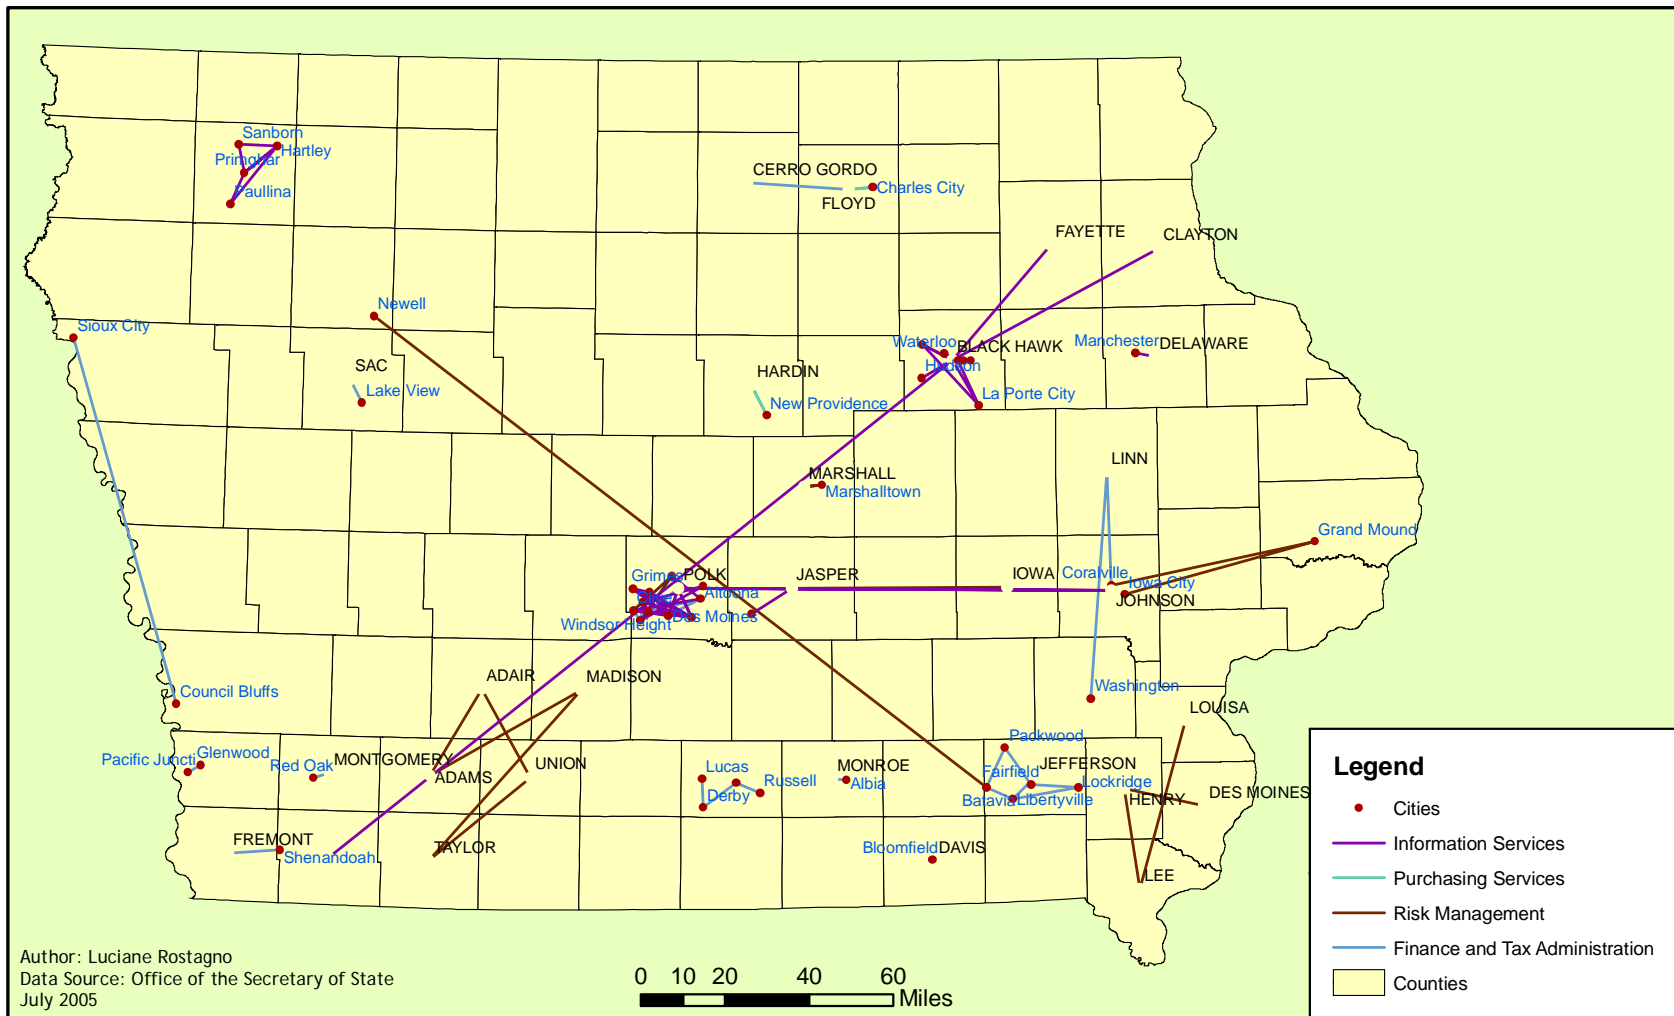 Sanborn
Hartley
Primghar
Paullina
CERRO GORDO
Charles City
FLOYD
FAYETTE
CLAYTON
Newell
Sioux City
Waterloo
BLACK HAWK
Manchester
DELAWARE
SAC
Lake View
HARDIN
New Providence
Hudson
La Porte City
LINN
MARSHALL
Marshalltown
Grand Mound
Grimes
POLK
JASPER
IOWA
Coralville
Iowa City
JOHNSON
Altoona
Windsor Height
Des Moines
ADAIR
MADISON
Council Bluffs
Washington
LOUISA
Pacific Juncti
Glenwood
Red Oak
MONTGOMERY
ADAMS
UNION
Lucas
Russell
Derby
MONROE
Albia
Packwood
JEFFERSON
Fairfield
Lockridge
Batavia
Libertyville
HENRY
DES MOINES
FREMONT
Shenandoah
TAYLOR
Bloomfield
DAVIS
LEE
Legend
Cities
Information Services
Purchasing Services
Risk Management
Finance and Tax Administration
Counties
Author: Luciane Rostagno
Data Source: Office of the Secretary of State
July 2005
0 10 20 40 60
Miles